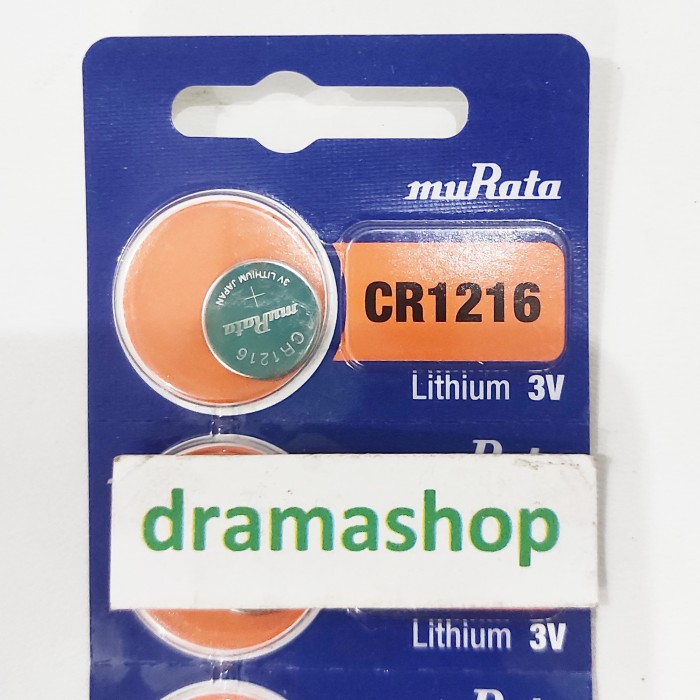 muRata
CR1216
Lithium 3V
3V LITHIUM JAPAN
+
muRata
CR1216
dramashop
Lithium 3V